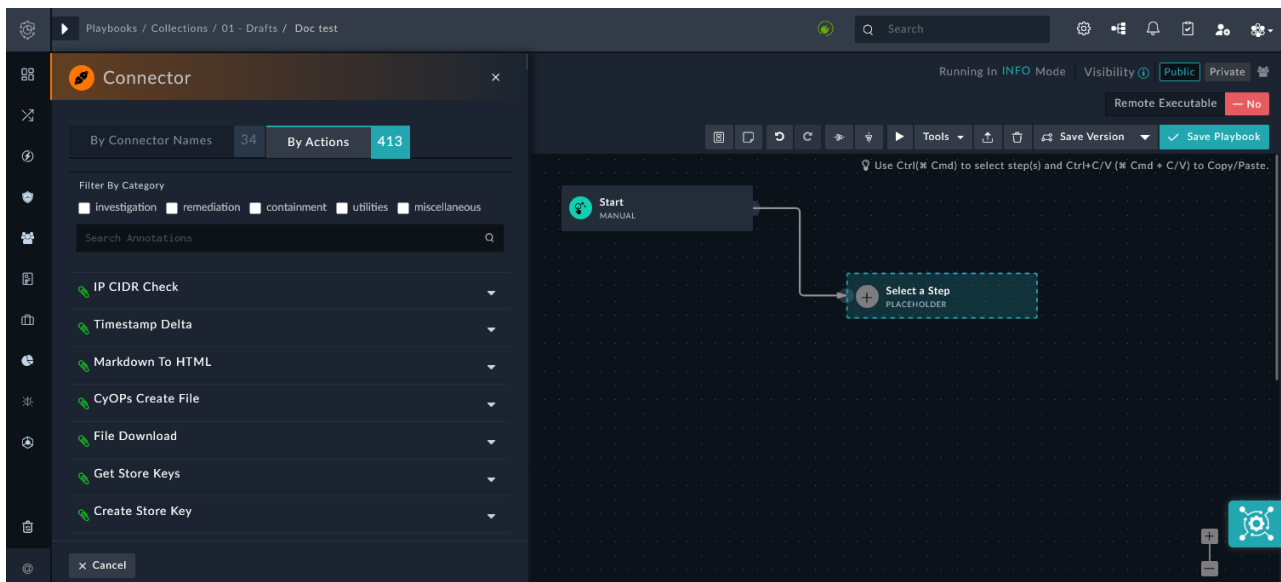 Playbooks / Collections / 01 - Drafts / Doc test
Search
Connector
Running In INFO Mode
Visibility
Public
Private
Remote Executable
— No
By Connector Names 34
By Actions 413
Tools
Save Version
Save Playbook
Use Ctrl(⌘ Cmd) to select step(s) and Ctrl+C/V (⌘ Cmd + C/V) to Copy/Paste.
Filter By Category
investigation remediation containment utilities miscellaneous
Search Annotations
Start
MANUAL
Select a Step
PLACEHOLDER
IP CIDR Check
Timestamp Delta
Markdown To HTML
CyOPs Create File
File Download
Get Store Keys
Create Store Key
× Cancel
@